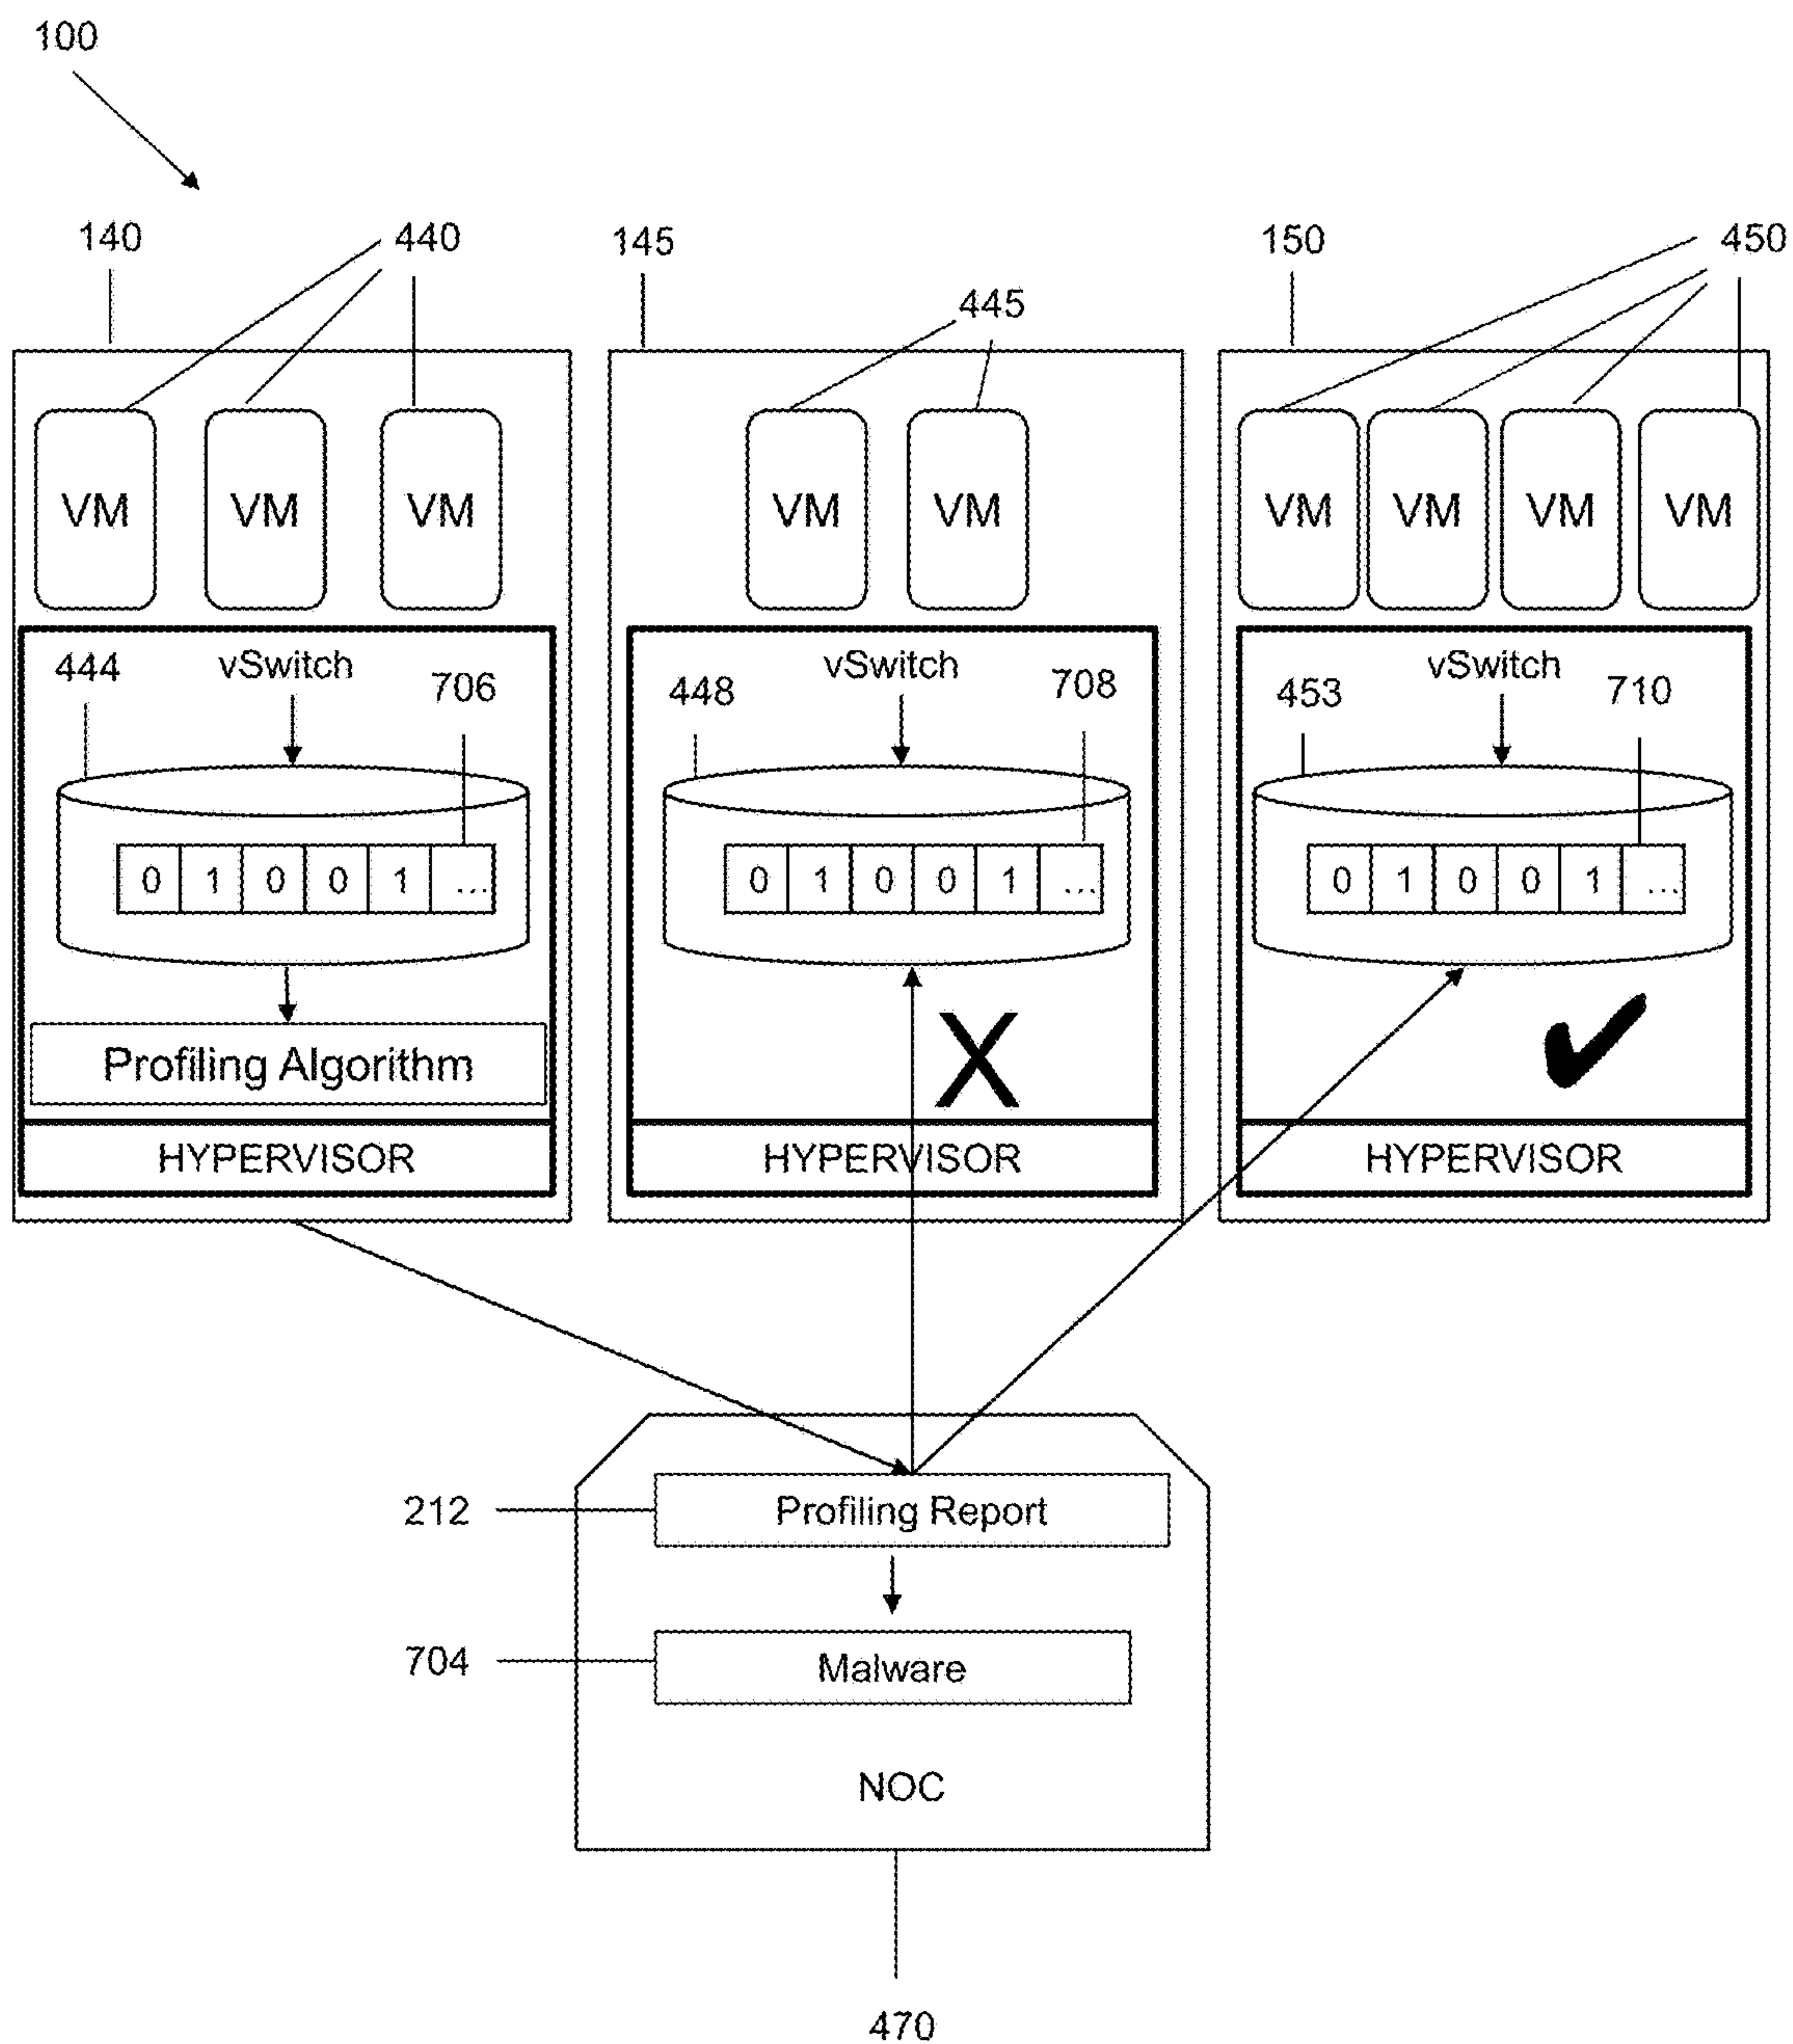 100
140
440
145
445
150
450
VM VM VM
VM VM
VM VM VM VM
444
vSwitch
706
0 1 0 0 1 ...
Profiling Algorithm
HYPERVISOR
448
vSwitch
708
0 1 0 0 1 ...
X
HYPERVISOR
453
vSwitch
710
0 1 0 0 1 ...
HYPERVISOR
212
Profiling Report
704
Malware
NOC
470